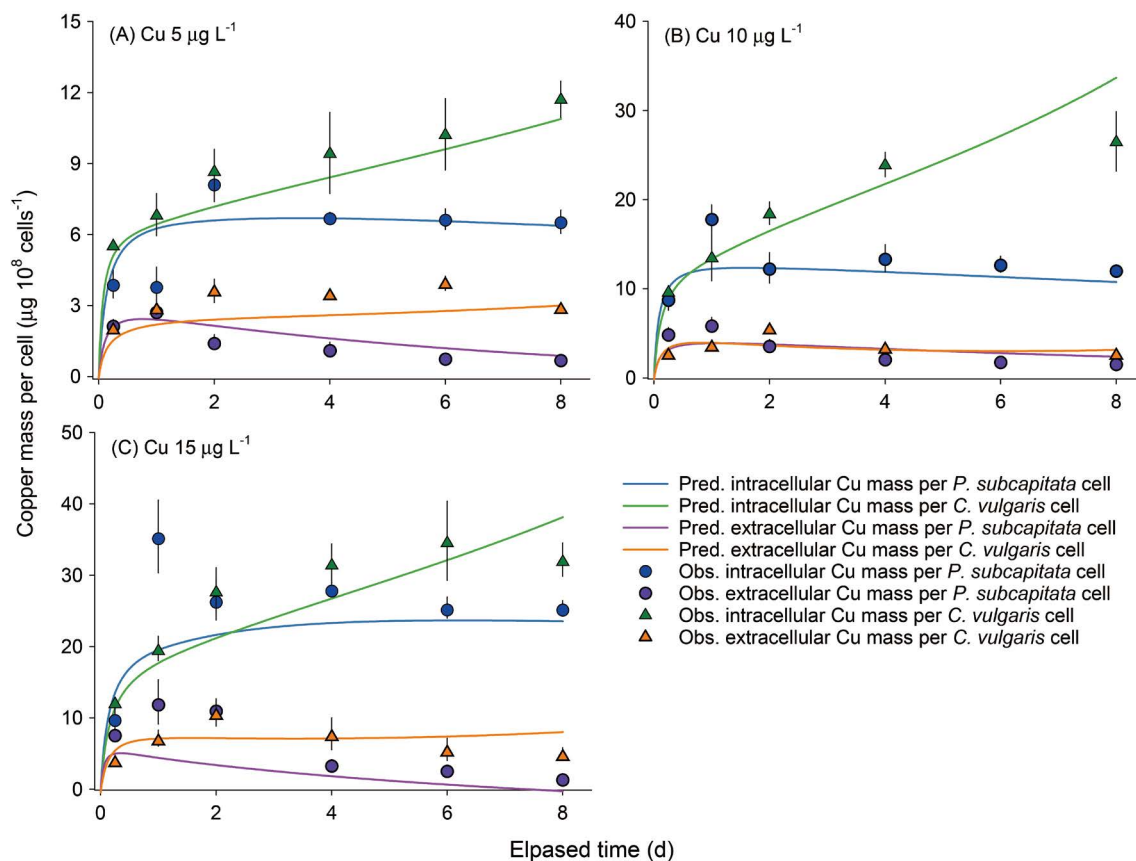 (A) Cu 5 μg L⁻¹
15
12
9
6
3
0
0 2 4 6 8
(B) Cu 10 μg L⁻¹
40
30
20
10
0
0 2 4 6 8
Copper mass per cell (μg 10⁸ cells⁻¹)
(C) Cu 15 μg L⁻¹
50
40
30
20
10
0
0 2 4 6 8
Pred. intracellular Cu mass per P. subcapitata cell
Pred. intracellular Cu mass per C. vulgaris cell
Pred. extracellular Cu mass per P. subcapitata cell
Pred. extracellular Cu mass per C. vulgaris cell
Obs. intracellular Cu mass per P. subcapitata cell
Obs. extracellular Cu mass per P. subcapitata cell
Obs. intracellular Cu mass per C. vulgaris cell
Obs. extracellular Cu mass per C. vulgaris cell
Elpased time (d)